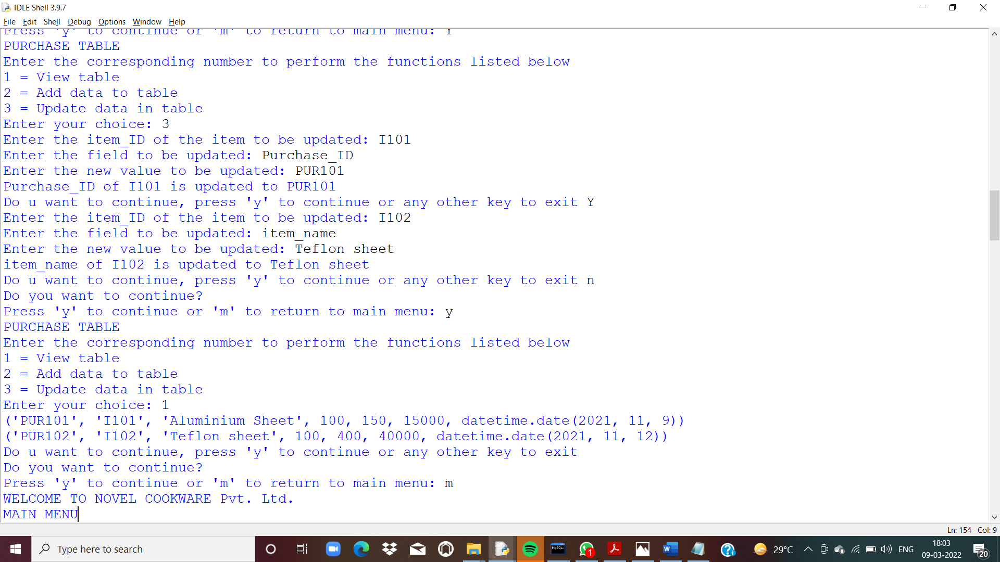 IDLE Shell 3.9.7
File Edit Shell Debug Options Window Help
Press 'y' to continue or 'm' to return to main menu: Y
PURCHASE TABLE
Enter the corresponding number to perform the functions listed below
1 = View table
2 = Add data to table
3 = Update data in table
Enter your choice: 3
Enter the item_ID of the item to be updated: I101
Enter the field to be updated: Purchase_ID
Enter the new value to be updated: PUR101
Purchase_ID of I101 is updated to PUR101
Do u want to continue, press 'y' to continue or any other key to exit Y
Enter the item_ID of the item to be updated: I102
Enter the field to be updated: item_name
Enter the new value to be updated: Teflon sheet
item_name of I102 is updated to Teflon sheet
Do u want to continue, press 'y' to continue or any other key to exit n
Do you want to continue?
Press 'y' to continue or 'm' to return to main menu: y
PURCHASE TABLE
Enter the corresponding number to perform the functions listed below
1 = View table
2 = Add data to table
3 = Update data in table
Enter your choice: 1
('PUR101', 'I101', 'Aluminium Sheet', 100, 150, 15000, datetime.date(2021, 11, 9))
('PUR102', 'I102', 'Teflon sheet', 100, 400, 40000, datetime.date(2021, 11, 12))
Do u want to continue, press 'y' to continue or any other key to exit
Do you want to continue?
Press 'y' to continue or 'm' to return to main menu: m
WELCOME TO NOVEL COOKWARE Pvt. Ltd.
MAIN MENU
Ln: 154 Col: 9
Type here to search
MySQL
1
W
29°C
ENG
18:03
09-03-2022
20